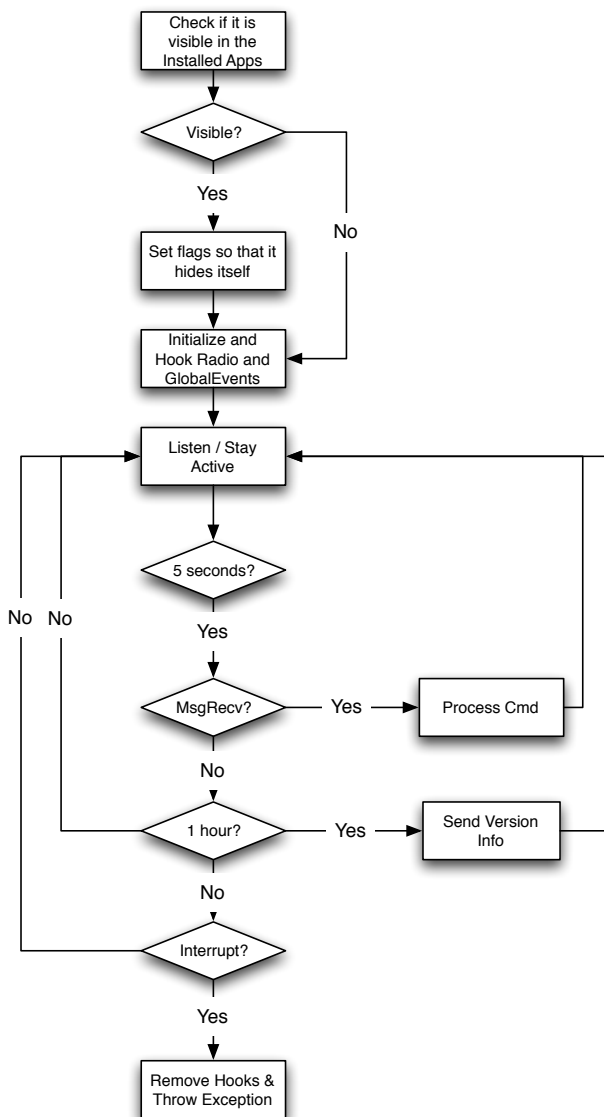 Check if it is
visible in the
Installed Apps
Visible?
Yes
No
Set flags so that it
hides itself
Initialize and
Hook Radio and
GlobalEvents
Listen / Stay
Active
5 seconds?
No
No
Yes
MsgRecv?
Yes
Process Cmd
No
1 hour?
Yes
Send Version
Info
No
Interrupt?
Yes
Remove Hooks &
Throw Exception